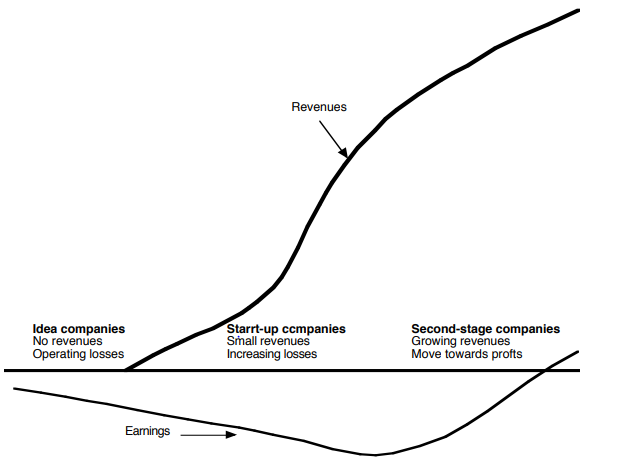 Revenues
Idea companies
No revenues
Operating losses
Starrt-up ccmpanies
Small revenues
Increasing losses
Second-stage companies
Growing revenues
Move towards profts
Earnings